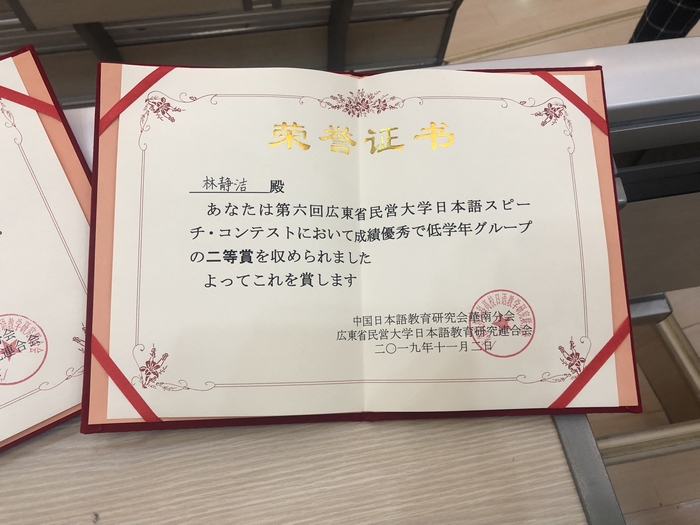 荣誉证书
林静洁 殿
あなたは第六回広東省民営大学日本語スピー
チ・コンテストにおいて成績優秀で低学年グループ
の二等賞を収められました
よってこれを賞します
中国日本語教育研究会華南分会
広東省民営大学日本語教育研究連合会
二〇一九年十一月二日